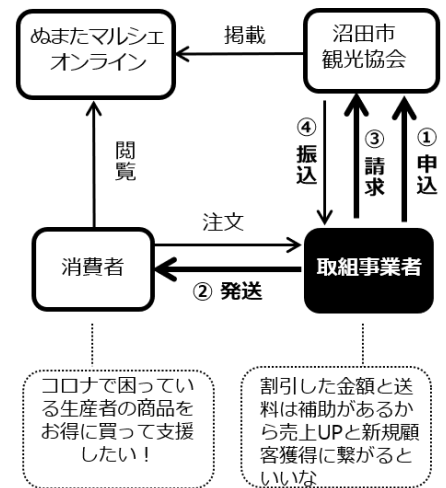 ぬまたマルシェ
オンライン
掲載
沼田市
観光協会
④
振込
③
請求
①
申込
閲覧
注文
消費者
取組事業者
② 発送
コロナで困ってい
る生産者の商品を
お得に買って支援
したい！
割引した金額と送
料は補助があるか
ら売上UPと新規顧
客獲得に繋がると
いいな